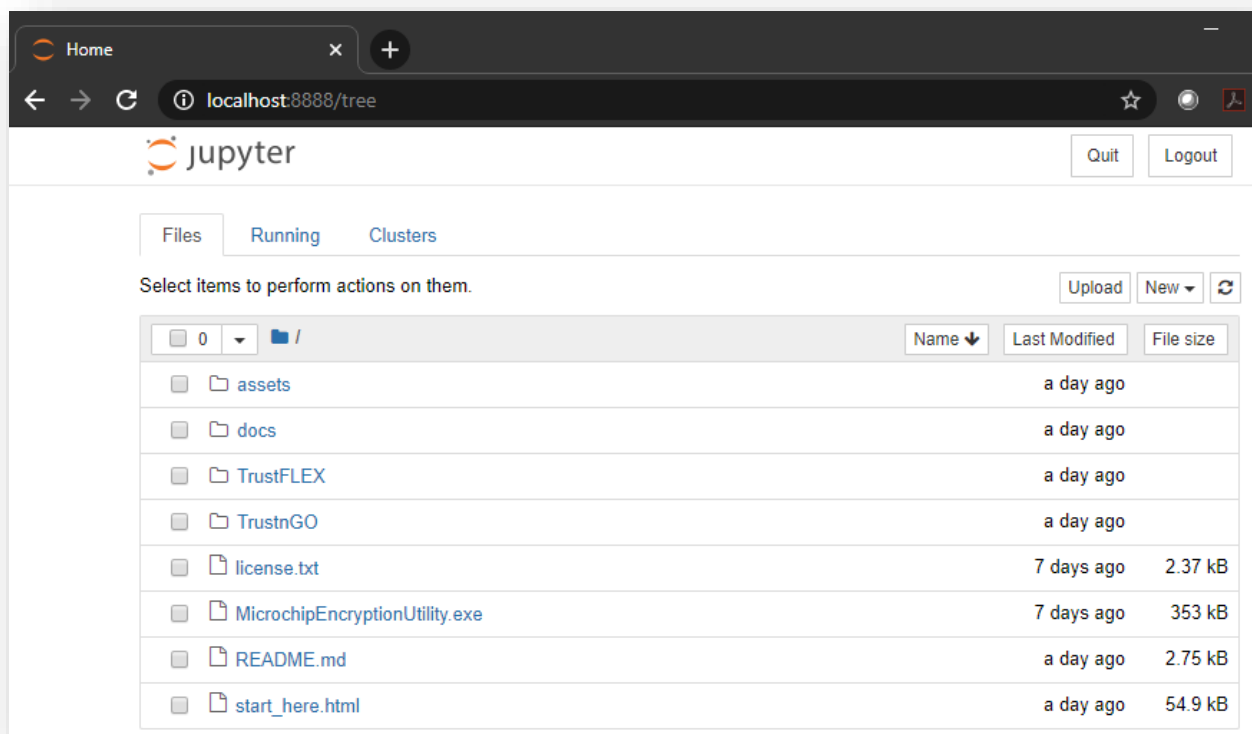 Home
localhost:8888/tree
jupyter
Quit Logout
Files Running Clusters
Select items to perform actions on them.
Upload New
0 /
Name Last Modified File size
assets a day ago
docs a day ago
TrustFLEX a day ago
TrustnGO a day ago
license.txt 7 days ago 2.37 kB
MicrochipEncryptionUtility.exe 7 days ago 353 kB
README.md a day ago 2.75 kB
start_here.html a day ago 54.9 kB